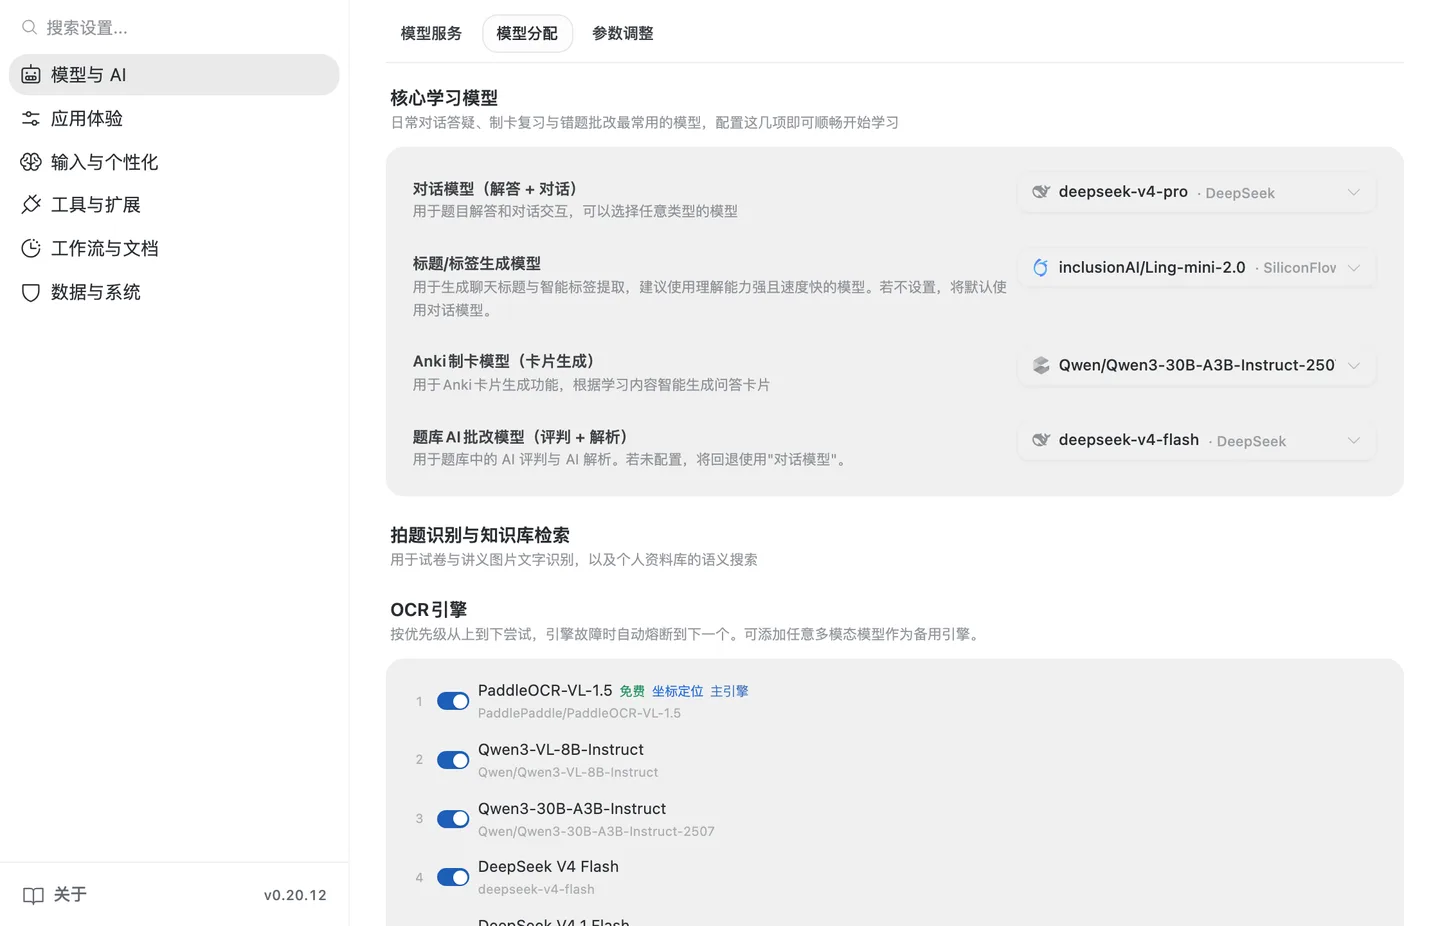 搜索设置...
模型与 AI
应用体验
输入与个性化
工具与扩展
工作流与文档
数据与系统
关于
v0.20.12
模型服务
模型分配
参数调整
核心学习模型
日常对话答疑、制卡复习与错题批改最常用的模型，配置这几项即可顺畅开始学习
对话模型（解答 + 对话）
用于题目解答和对话交互，可以选择任意类型的模型
deepseek-v4-pro · DeepSeek
标题/标签生成模型
用于生成聊天标题与智能标签提取，建议使用理解能力强且速度快的模型。若不设置，将默认使
用对话模型。
inclusionAI/Ling-mini-2.0 · SiliconFlow
Anki制卡模型（卡片生成）
用于Anki卡片生成功能，根据学习内容智能生成问答卡片
Qwen/Qwen3-30B-A3B-Instruct-250
题库AI批改模型（评判 + 解析）
用于题库中的 AI 评判与 AI 解析。若未配置，将回退使用"对话模型"。
deepseek-v4-flash · DeepSeek
拍题识别与知识库检索
用于试卷与讲义图片文字识别，以及个人资料库的语义搜索
OCR引擎
按优先级从上到下尝试，引擎故障时自动熔断到下一个。可添加任意多模态模型作为备用引擎。
1
PaddleOCR-VL-1.5 免费 坐标定位 主引擎
PaddlePaddle/PaddleOCR-VL-1.5
2
Qwen3-VL-8B-Instruct
Qwen/Qwen3-VL-8B-Instruct
3
Qwen3-30B-A3B-Instruct
Qwen/Qwen3-30B-A3B-Instruct-2507
4
DeepSeek V4 Flash
deepseek-v4-flash
DeepSeek V4.1 Flash